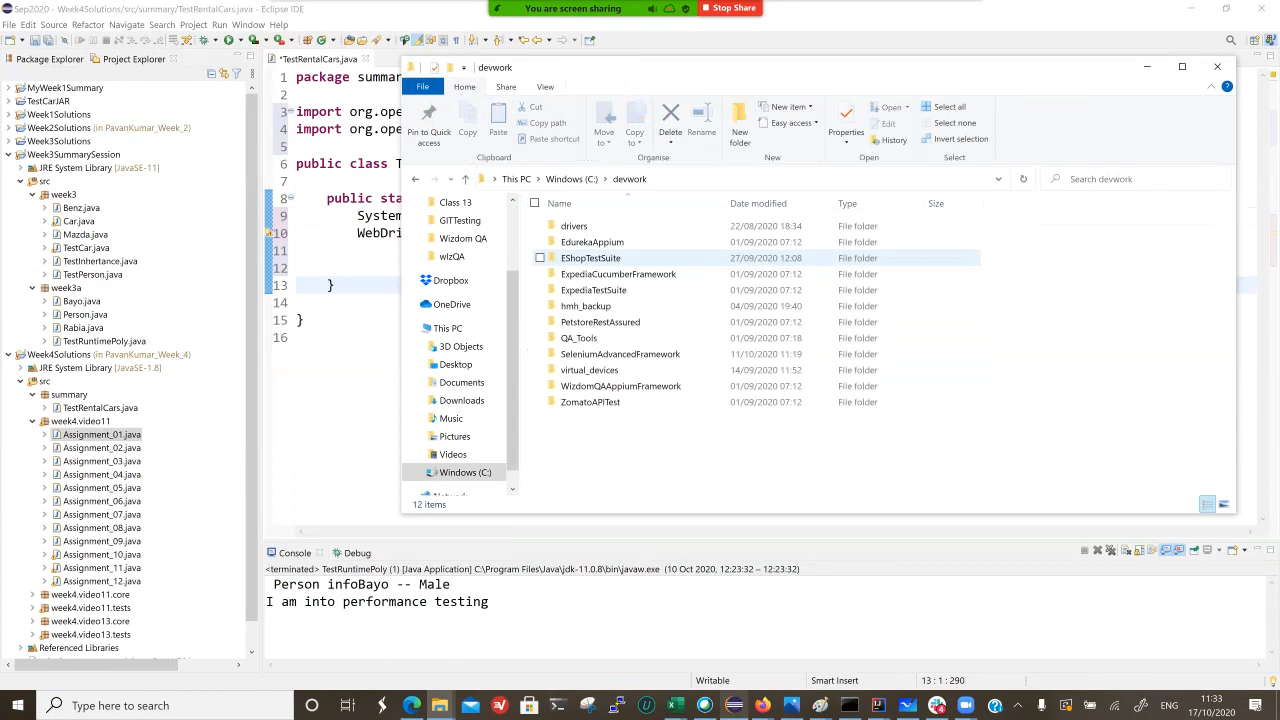 Sep2020 - Week4Solutions/src/summary/TestRentalCars.java - Eclipse IDE
You are screen sharing
Stop Share
File Edit Source Refactor Navigate Search Project Run Window Help
Package Explorer
Project Explorer
MyWeek1Summary
TestCarJAR
Week1Solutions
Week2Solutions (in PavanKumar_Week_2)
Week3Solutions
Week3SummarySession
JRE System Library [JavaSE-11]
src
week3
Benz.java
Car.java
Mazda.java
TestCar.java
TestInhertance.java
TestPerson.java
week3a
Bayo.java
Person.java
Rabia.java
TestRuntimePoly.java
Week4Solutions (in PavanKumar_Week_4)
JRE System Library [JavaSE-1.8]
src
summary
TestRentalCars.java
week4.video11
Assignment_01.java
Assignment_02.java
Assignment_03.java
Assignment_04.java
Assignment_05.java
Assignment_06.java
Assignment_07.java
Assignment_08.java
Assignment_09.java
Assignment_10.java
Assignment_11.java
Assignment_12.java
week4.video11.core
week4.video11.tests
week4.video13.core
week4.video13.tests
Referenced Libraries
*TestRentalCars.java
1 package summa
3 import org.ope
4 import org.ope
5
6 public class T
7
8 public sta
9 System
10 WebDri
11
12
13 }
14
15 }
16
devwork
File Home Share View
Pin to Quick access
Copy
Paste
Cut
Copy path
Paste shortcut
Clipboard
Move to
Copy to
Delete
Rename
Organise
New folder
New item
Easy access
New
Properties
Open
Edit
History
Open
Select all
Select none
Invert selection
Select
This PC
Windows (C:)
devwork
Search devwork
Class 13
GITTesting
Wizdom QA
wizQA
Dropbox
OneDrive
This PC
3D Objects
Desktop
Documents
Downloads
Music
Pictures
Videos
Windows (C:)
Name Date modified Type Size
drivers 22/08/2020 18:34 File folder
EdurekaAppium 01/09/2020 07:12 File folder
EShopTestSuite 27/09/2020 12:08 File folder
ExpediaCucumberFramework 01/09/2020 07:12 File folder
ExpediaTestSuite 01/09/2020 07:12 File folder
hmh_backup 04/09/2020 19:40 File folder
PetstoreRestAssured 01/09/2020 07:12 File folder
QA_Tools 01/09/2020 07:18 File folder
SeleniumAdvancedFramework 11/10/2020 11:19 File folder
virtual_devices 14/09/2020 11:52 File folder
WizdomQAAppiumFramework 01/09/2020 07:12 File folder
ZomatoAPITest 01/09/2020 07:12 File folder
12 items
Console
Debug
<terminated> TestRuntimePoly (1) [Java Application] C:\Program Files\Java\jdk-11.0.8\bin\javaw.exe (10 Oct 2020, 12:23:32 – 12:23:32)
Person infoBayo -- Male
I am into performance testing
Writable
Smart Insert
13 : 1 : 290
Type here to search
ENG
11:33
17/10/2020